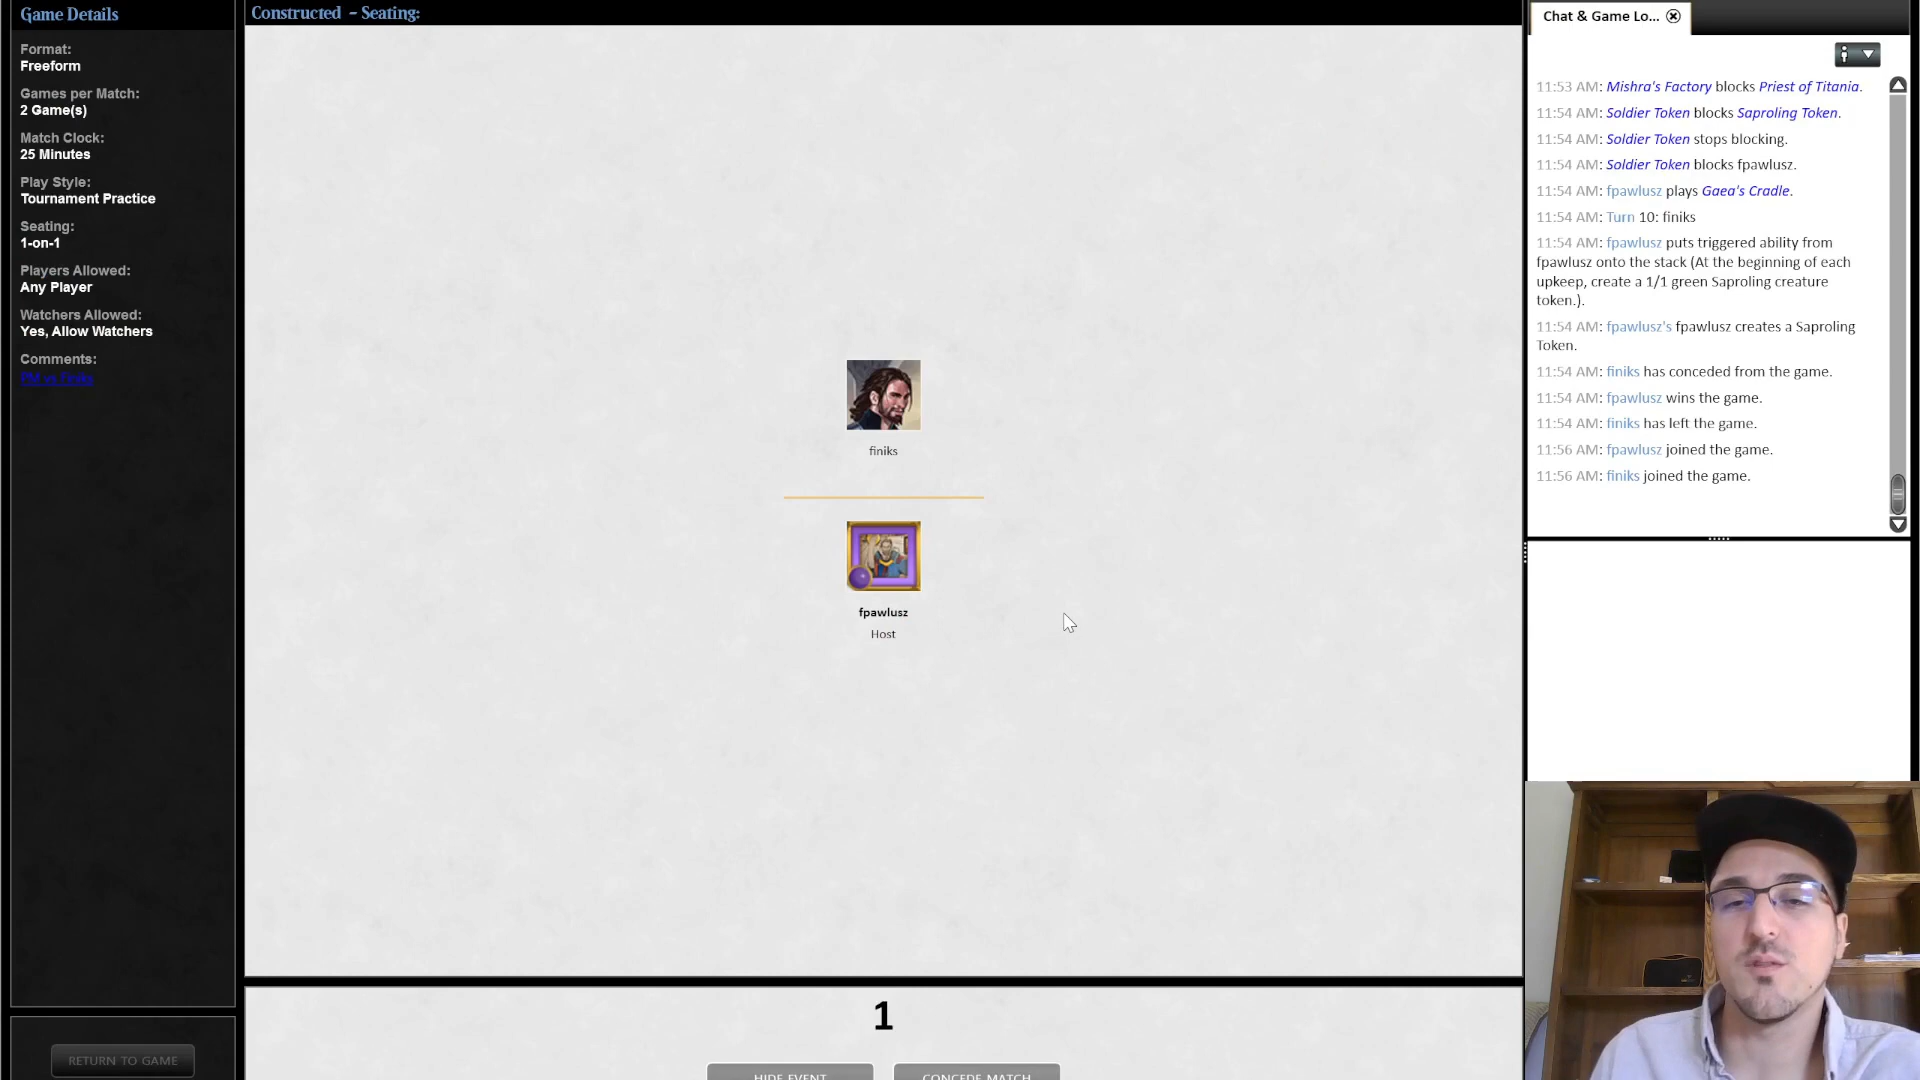 Game Details
Format:
Freeform
Games per Match:
2 Game(s)
Match Clock:
25 Minutes
Play Style:
Tournament Practice
Seating:
1-on-1
Players Allowed:
Any Player
Watchers Allowed:
Yes, Allow Watchers
Comments:
PM vs Finiks
RETURN TO GAME
Constructed - Seating:
finiks
fpawlusz
Host
1
HIDE EVENT
CONCEDE MATCH
Chat & Game Lo...
11:53 AM: Mishra's Factory blocks Priest of Titania.
11:54 AM: Soldier Token blocks Saproling Token.
11:54 AM: Soldier Token stops blocking.
11:54 AM: Soldier Token blocks fpawlusz.
11:54 AM: fpawlusz plays Gaea's Cradle.
11:54 AM: Turn 10: finiks
11:54 AM: fpawlusz puts triggered ability from
fpawlusz onto the stack (At the beginning of each
upkeep, create a 1/1 green Saproling creature
token.).
11:54 AM: fpawlusz's fpawlusz creates a Saproling
Token.
11:54 AM: finiks has conceded from the game.
11:54 AM: fpawlusz wins the game.
11:54 AM: finiks has left the game.
11:56 AM: fpawlusz joined the game.
11:56 AM: finiks joined the game.